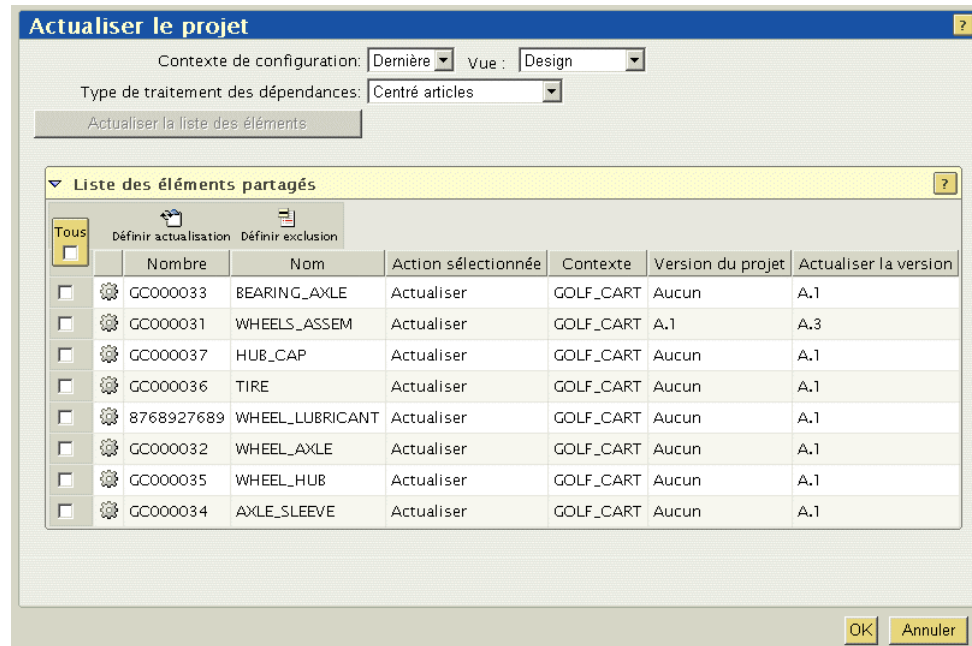 Actualiser le projet ?
Contexte de configuration: Dernière Vue : Design
Type de traitement des dépendances: Centré articles
Actualiser la liste des éléments
Liste des éléments partagés ?
Tous Définir actualisation Définir exclusion
Nombre Nom Action sélectionnée Contexte Version du projet Actualiser la version
GC000033 BEARING_AXLE Actualiser GOLF_CART Aucun A.1
GC000031 WHEELS_ASSEM Actualiser GOLF_CART A.1 A.3
GC000037 HUB_CAP Actualiser GOLF_CART Aucun A.1
GC000036 TIRE Actualiser GOLF_CART Aucun A.1
8768927689 WHEEL_LUBRICANT Actualiser GOLF_CART Aucun A.1
GC000032 WHEEL_AXLE Actualiser GOLF_CART Aucun A.1
GC000035 WHEEL_HUB Actualiser GOLF_CART Aucun A.1
GC000034 AXLE_SLEEVE Actualiser GOLF_CART Aucun A.1
OK Annuler